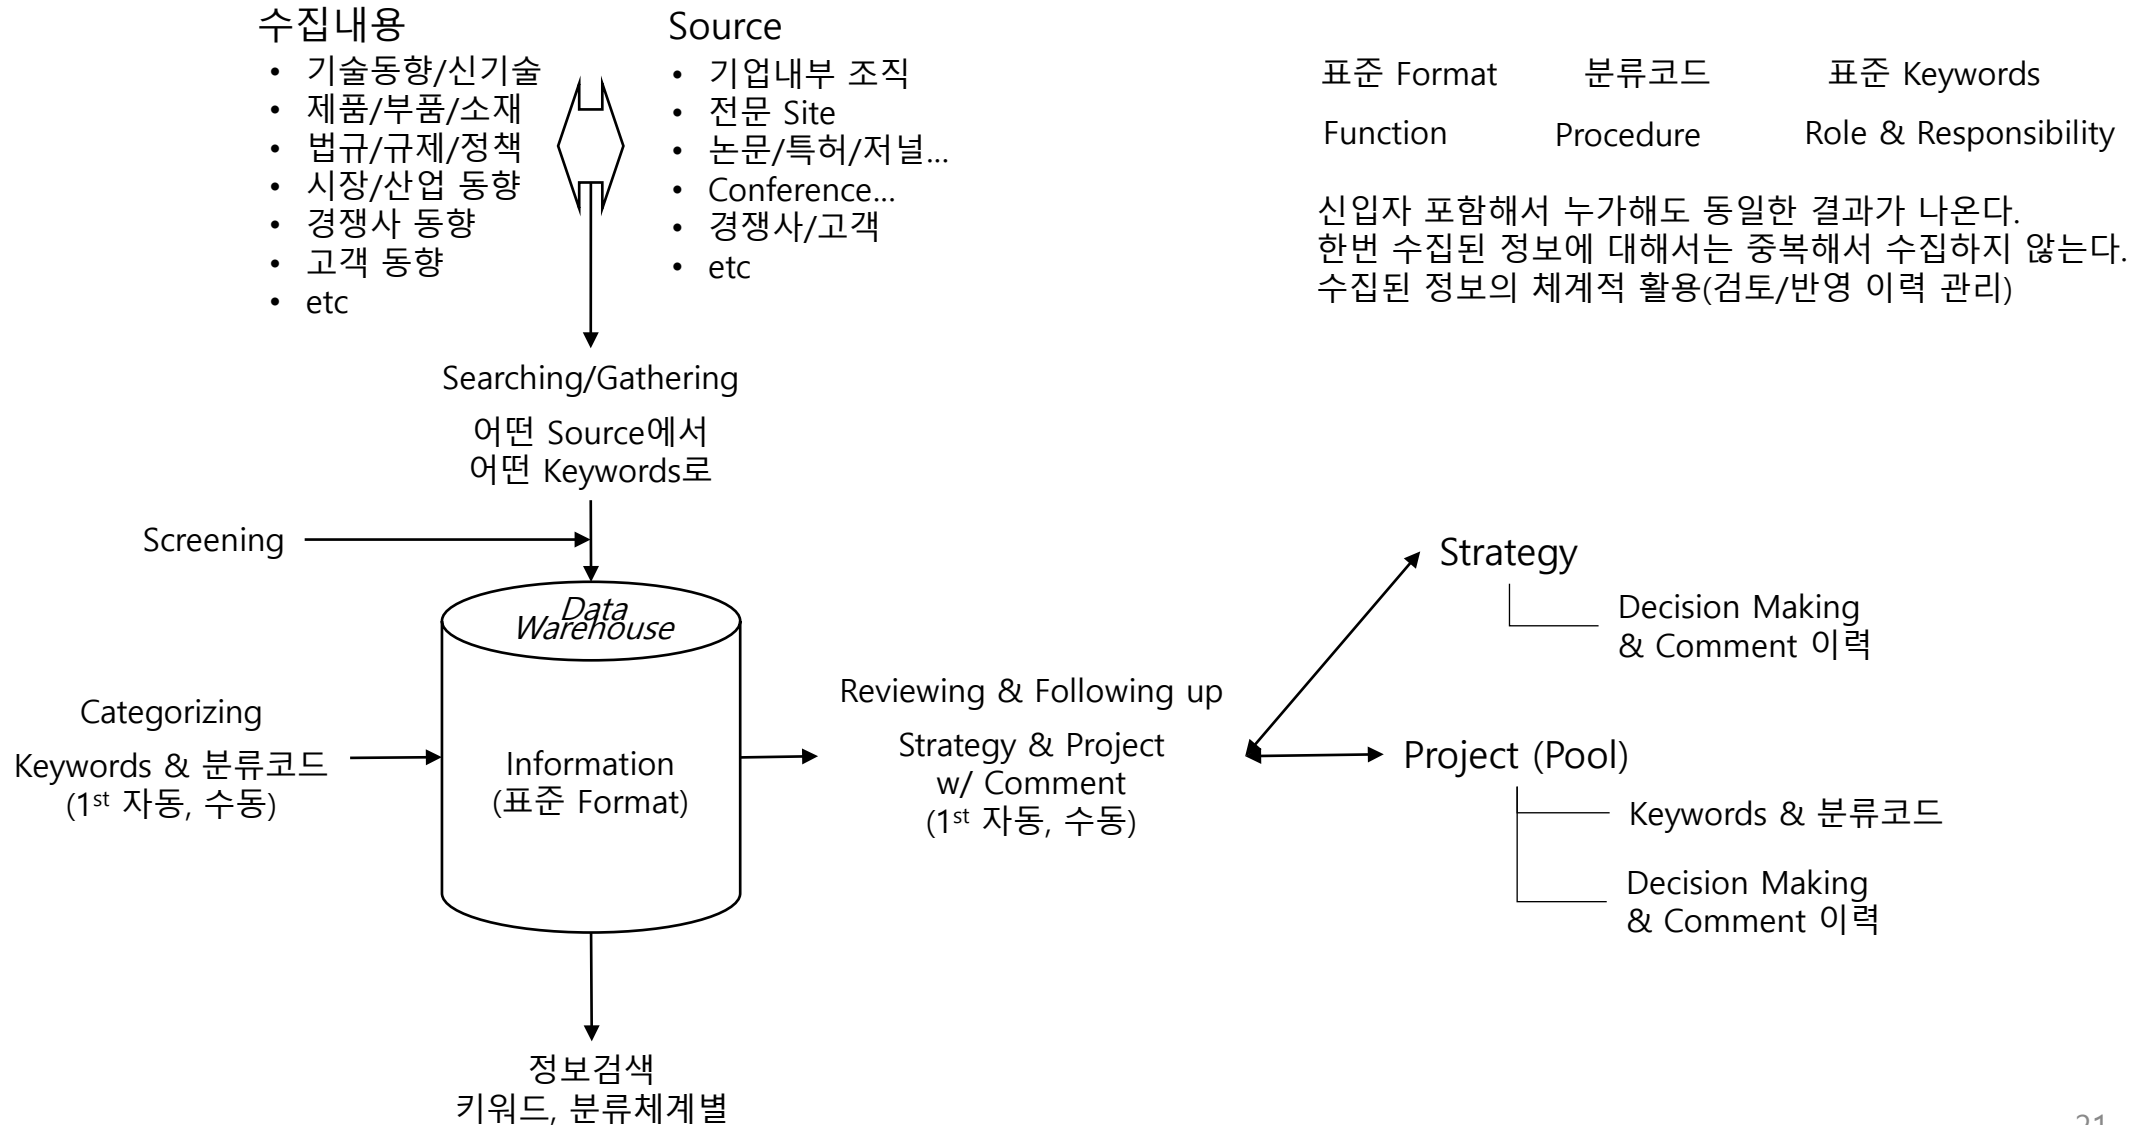 수집내용
• 기술동향/신기술
• 제품/부품/소재
• 법규/규제/정책
• 시장/산업 동향
• 경쟁사 동향
• 고객 동향
• etc
Source
• 기업내부 조직
• 전문 Site
• 논문/특허/저널...
• Conference...
• 경쟁사/고객
• etc
표준 Format 분류코드 표준 Keywords
Function Procedure Role & Responsibility
신입자 포함해서 누가해도 동일한 결과가 나온다.
한번 수집된 정보에 대해서는 중복해서 수집하지 않는다.
수집된 정보의 체계적 활용(검토/반영 이력 관리)
Searching/Gathering
어떤 Source에서
어떤 Keywords로
Screening
Data
Warehouse
Categorizing
Keywords & 분류코드
(1st 자동, 수동)
Information
(표준 Format)
Reviewing & Following up
Strategy & Project
w/ Comment
(1st 자동, 수동)
Strategy
Decision Making
& Comment 이력
Project (Pool)
Keywords & 분류코드
Decision Making
& Comment 이력
정보검색
키워드, 분류체계별
21